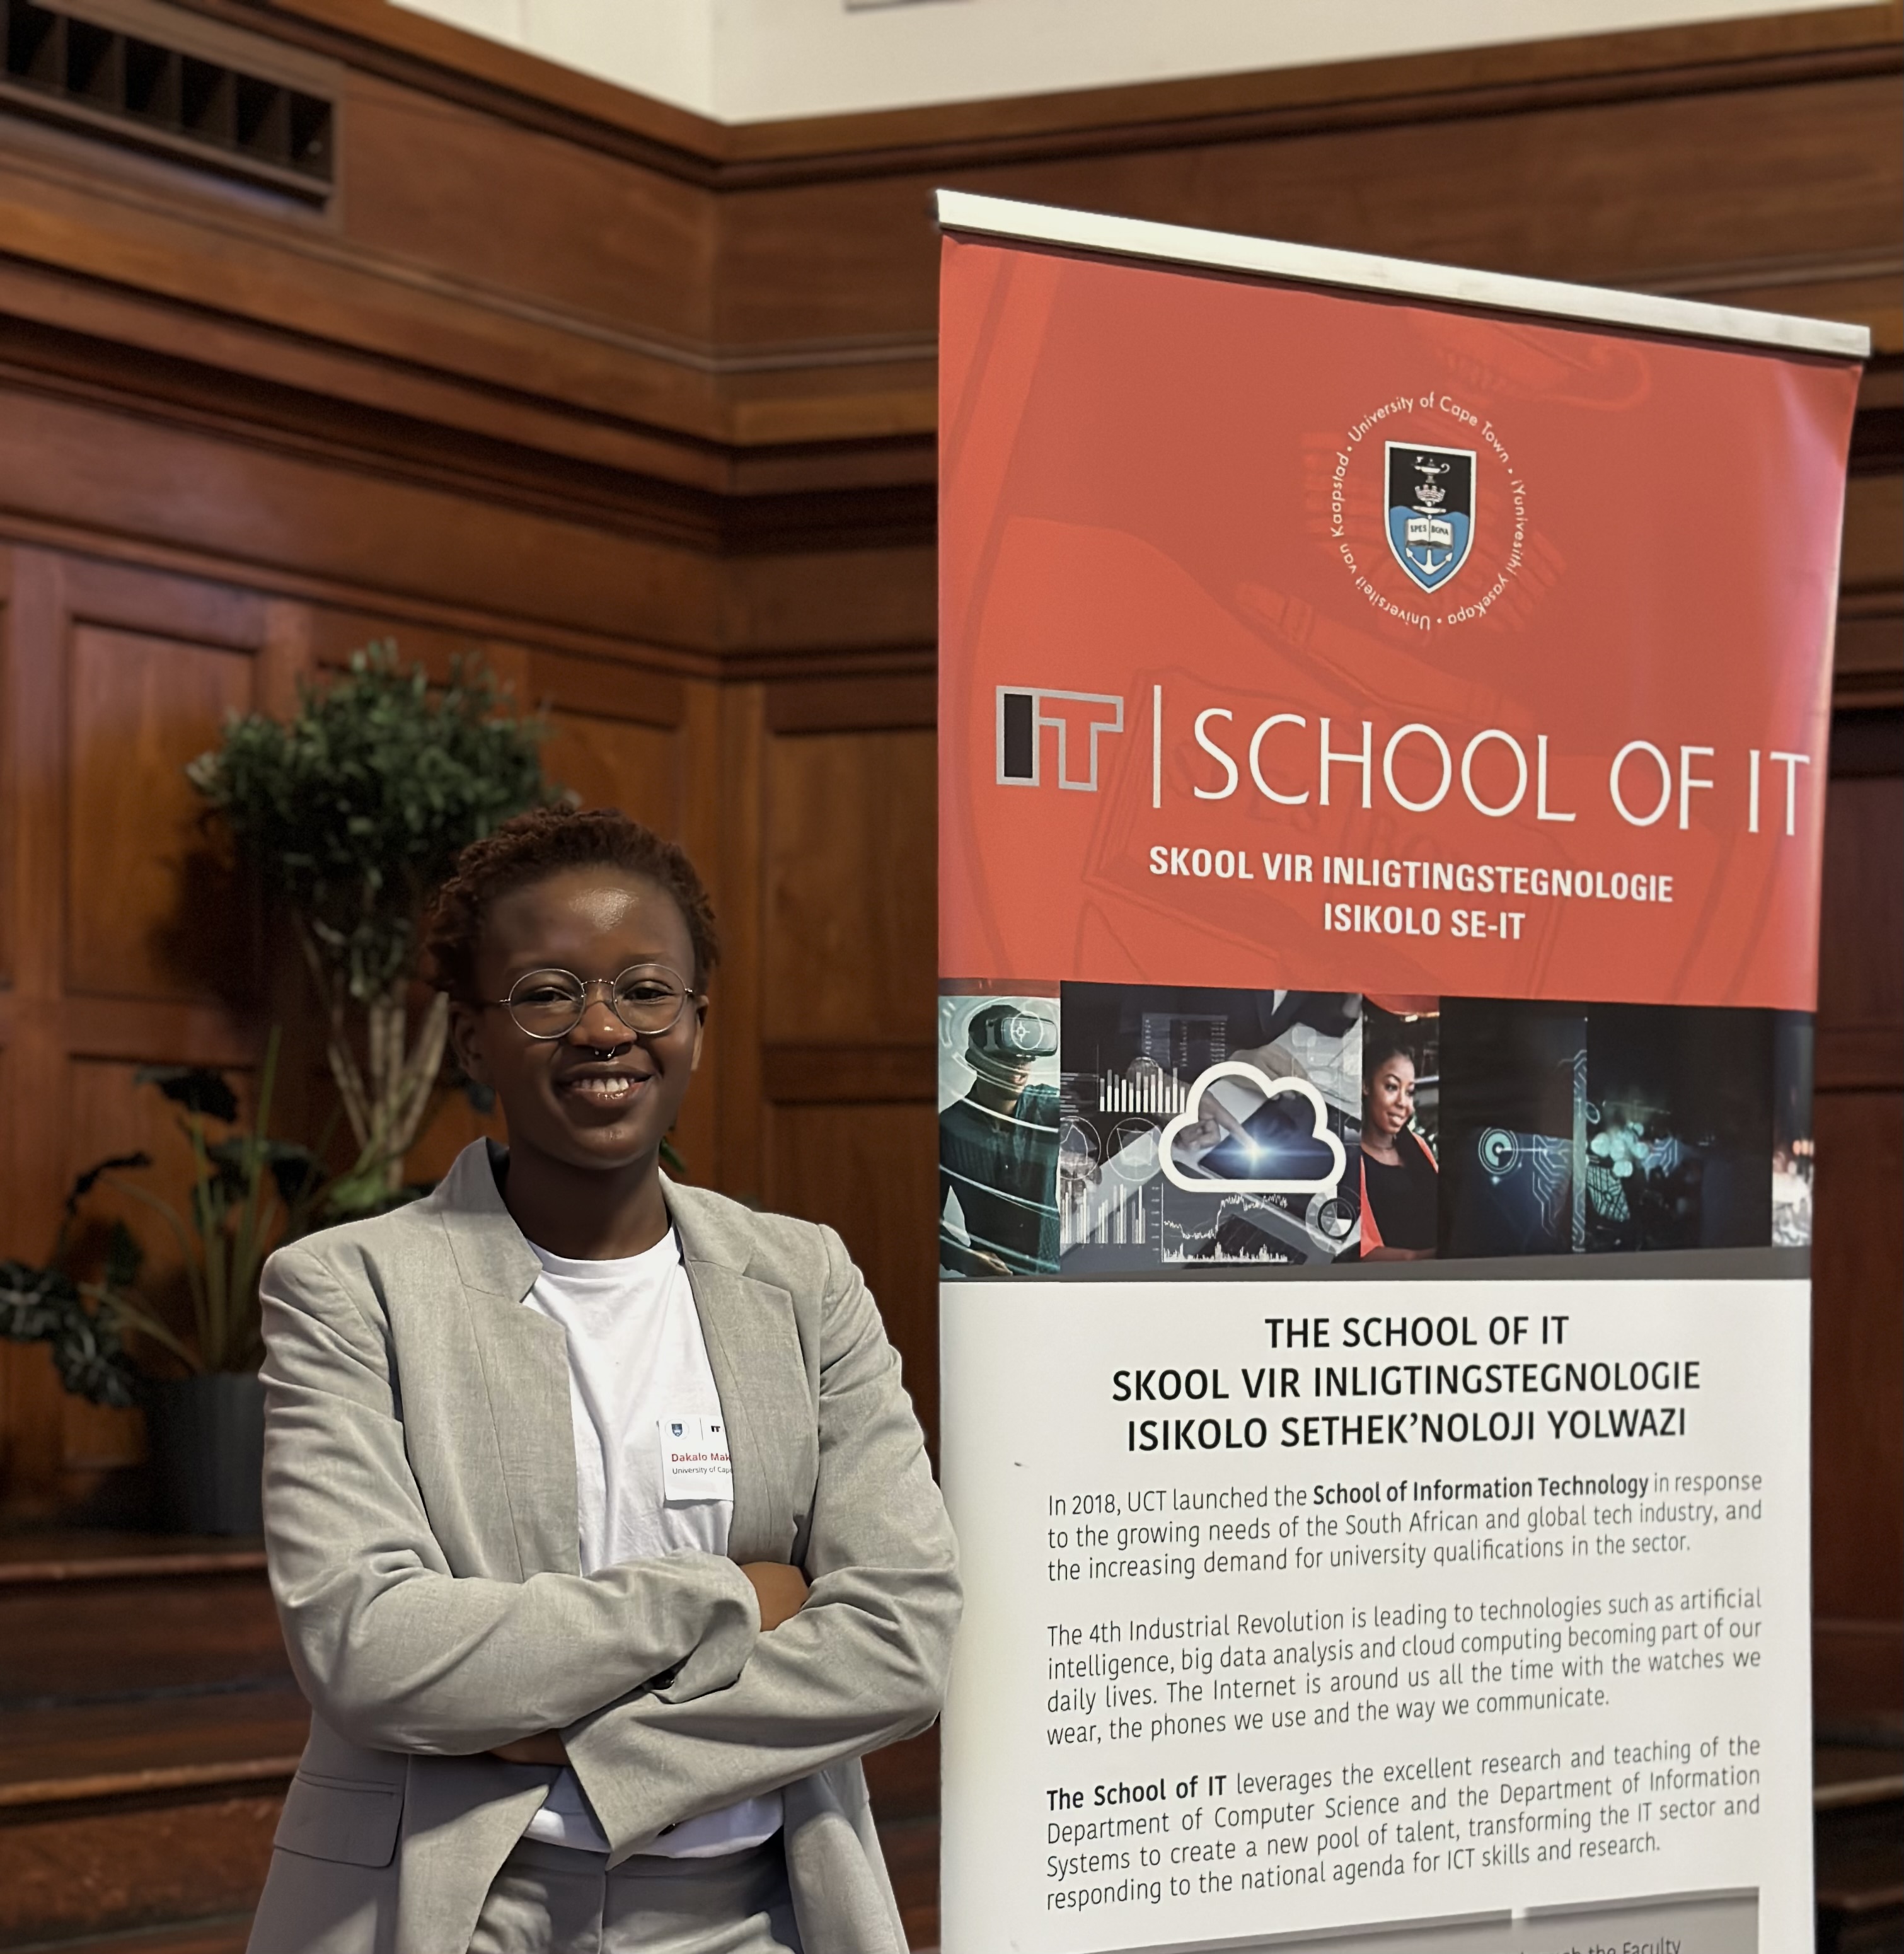 University of Cape Town • iYunivesithi yaseKapa • Universiteit van Kaapstad •
SPES BONA
IT | SCHOOL OF IT
SKOOL VIR INLIGTINGSTEGNOLOGIE
ISIKOLO SE-IT
THE SCHOOL OF IT
SKOOL VIR INLIGTINGSTEGNOLOGIE
ISIKOLO SETHEK’NOLOJI YOLWAZI
In 2018, UCT launched the School of Information Technology in response
to the growing needs of the South African and global tech industry, and
the increasing demand for university qualifications in the sector.
The 4th Industrial Revolution is leading to technologies such as artificial
intelligence, big data analysis and cloud computing becoming part of our
daily lives. The Internet is around us all the time with the watches we
wear, the phones we use and the way we communicate.
The School of IT leverages the excellent research and teaching of the
Department of Computer Science and the Department of Information
Systems to create a new pool of talent, transforming the IT sector and
responding to the national agenda for ICT skills and research.
the Faculty
IT
Dakalo Mak
University of Cap